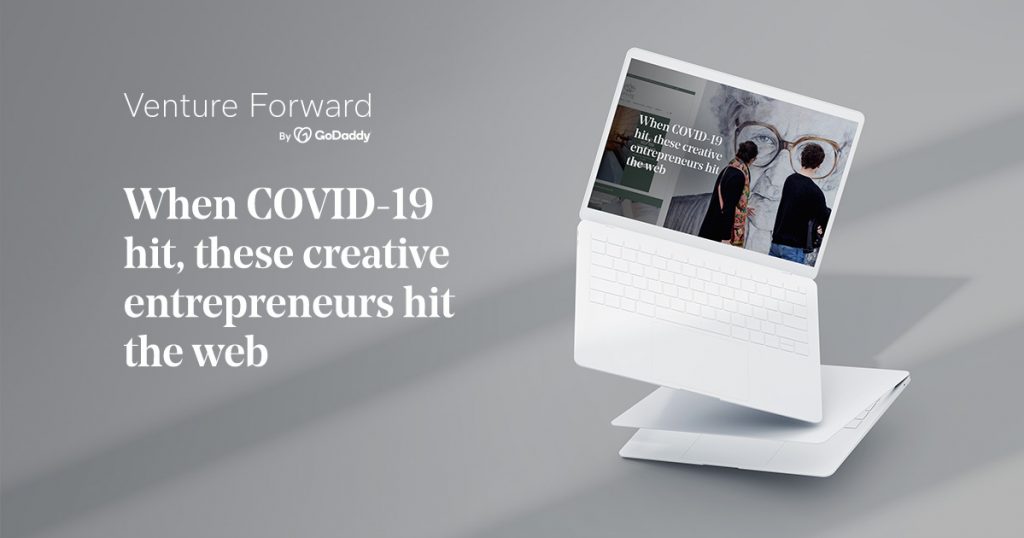 Venture Forward
By GoDaddy
When COVID-19
hit, these creative
entrepreneurs hit
the web
When COVID-19
hit, these creative
entrepreneurs hit
the web